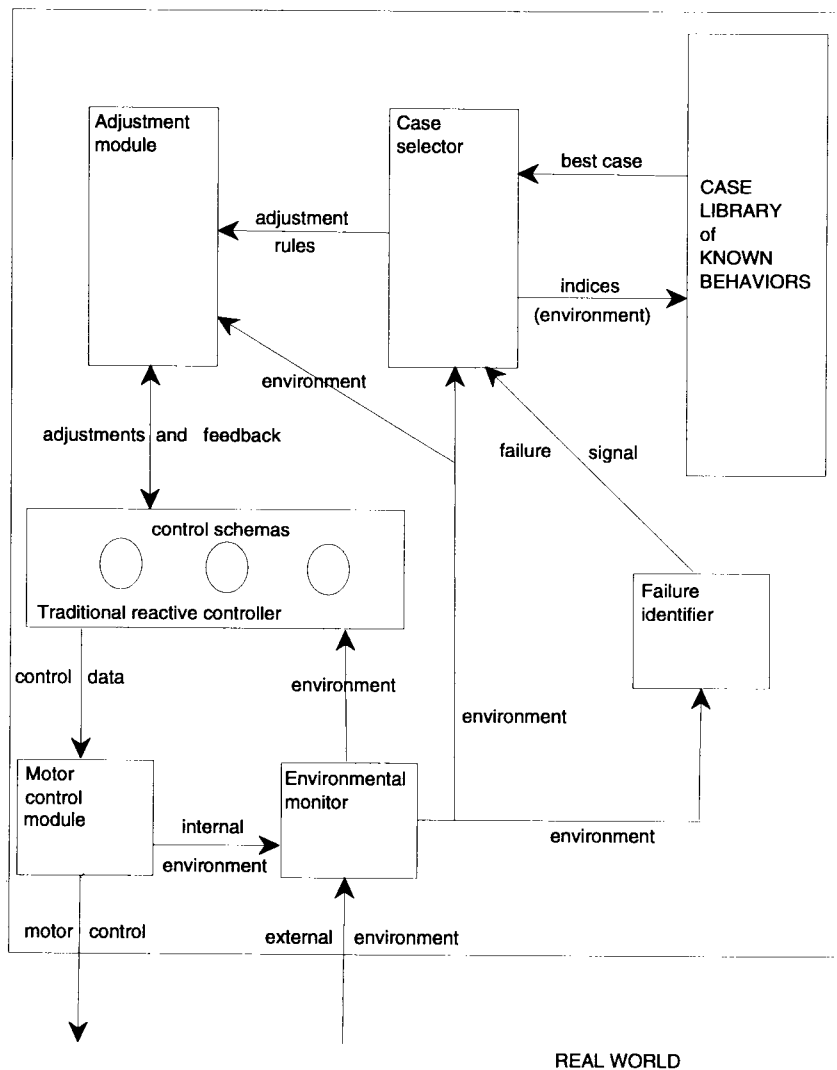 Adjustment
module
Case
selector
best case
CASE
LIBRARY
of
KNOWN
BEHAVIORS
adjustment
rules
indices
(environment)
environment
adjustments and feedback
failure signal
control schemas
Traditional reactive controller
Failure
identifier
control data
environment
environment
Motor
control
module
Environmental
monitor
internal
environment
environment
motor control
external environment
REAL WORLD